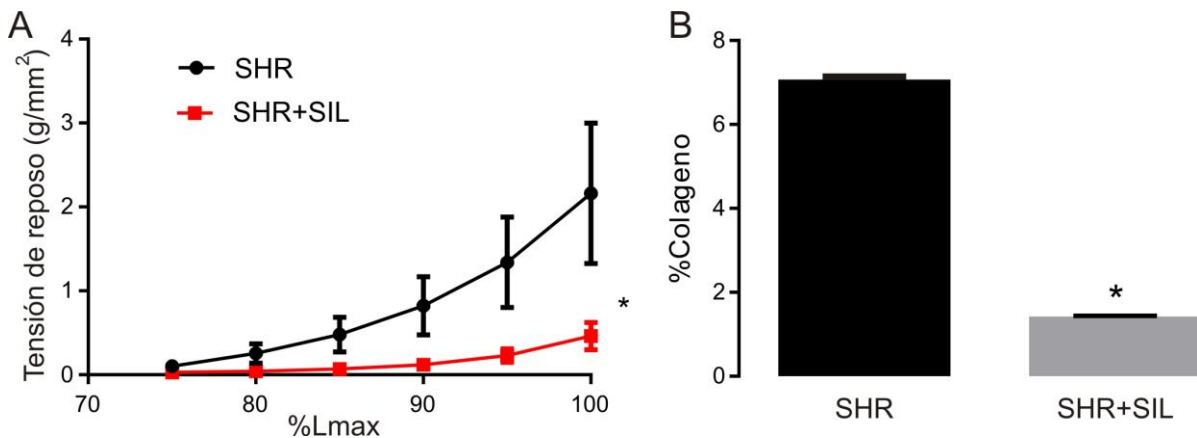 A
Tensión de reposo (g/mm²)
4
3
2
1
0
SHR
SHR+SIL
*
70
80
90
100
%Lmax
B
%Colageno
8
6
4
2
0
*
SHR
SHR+SIL